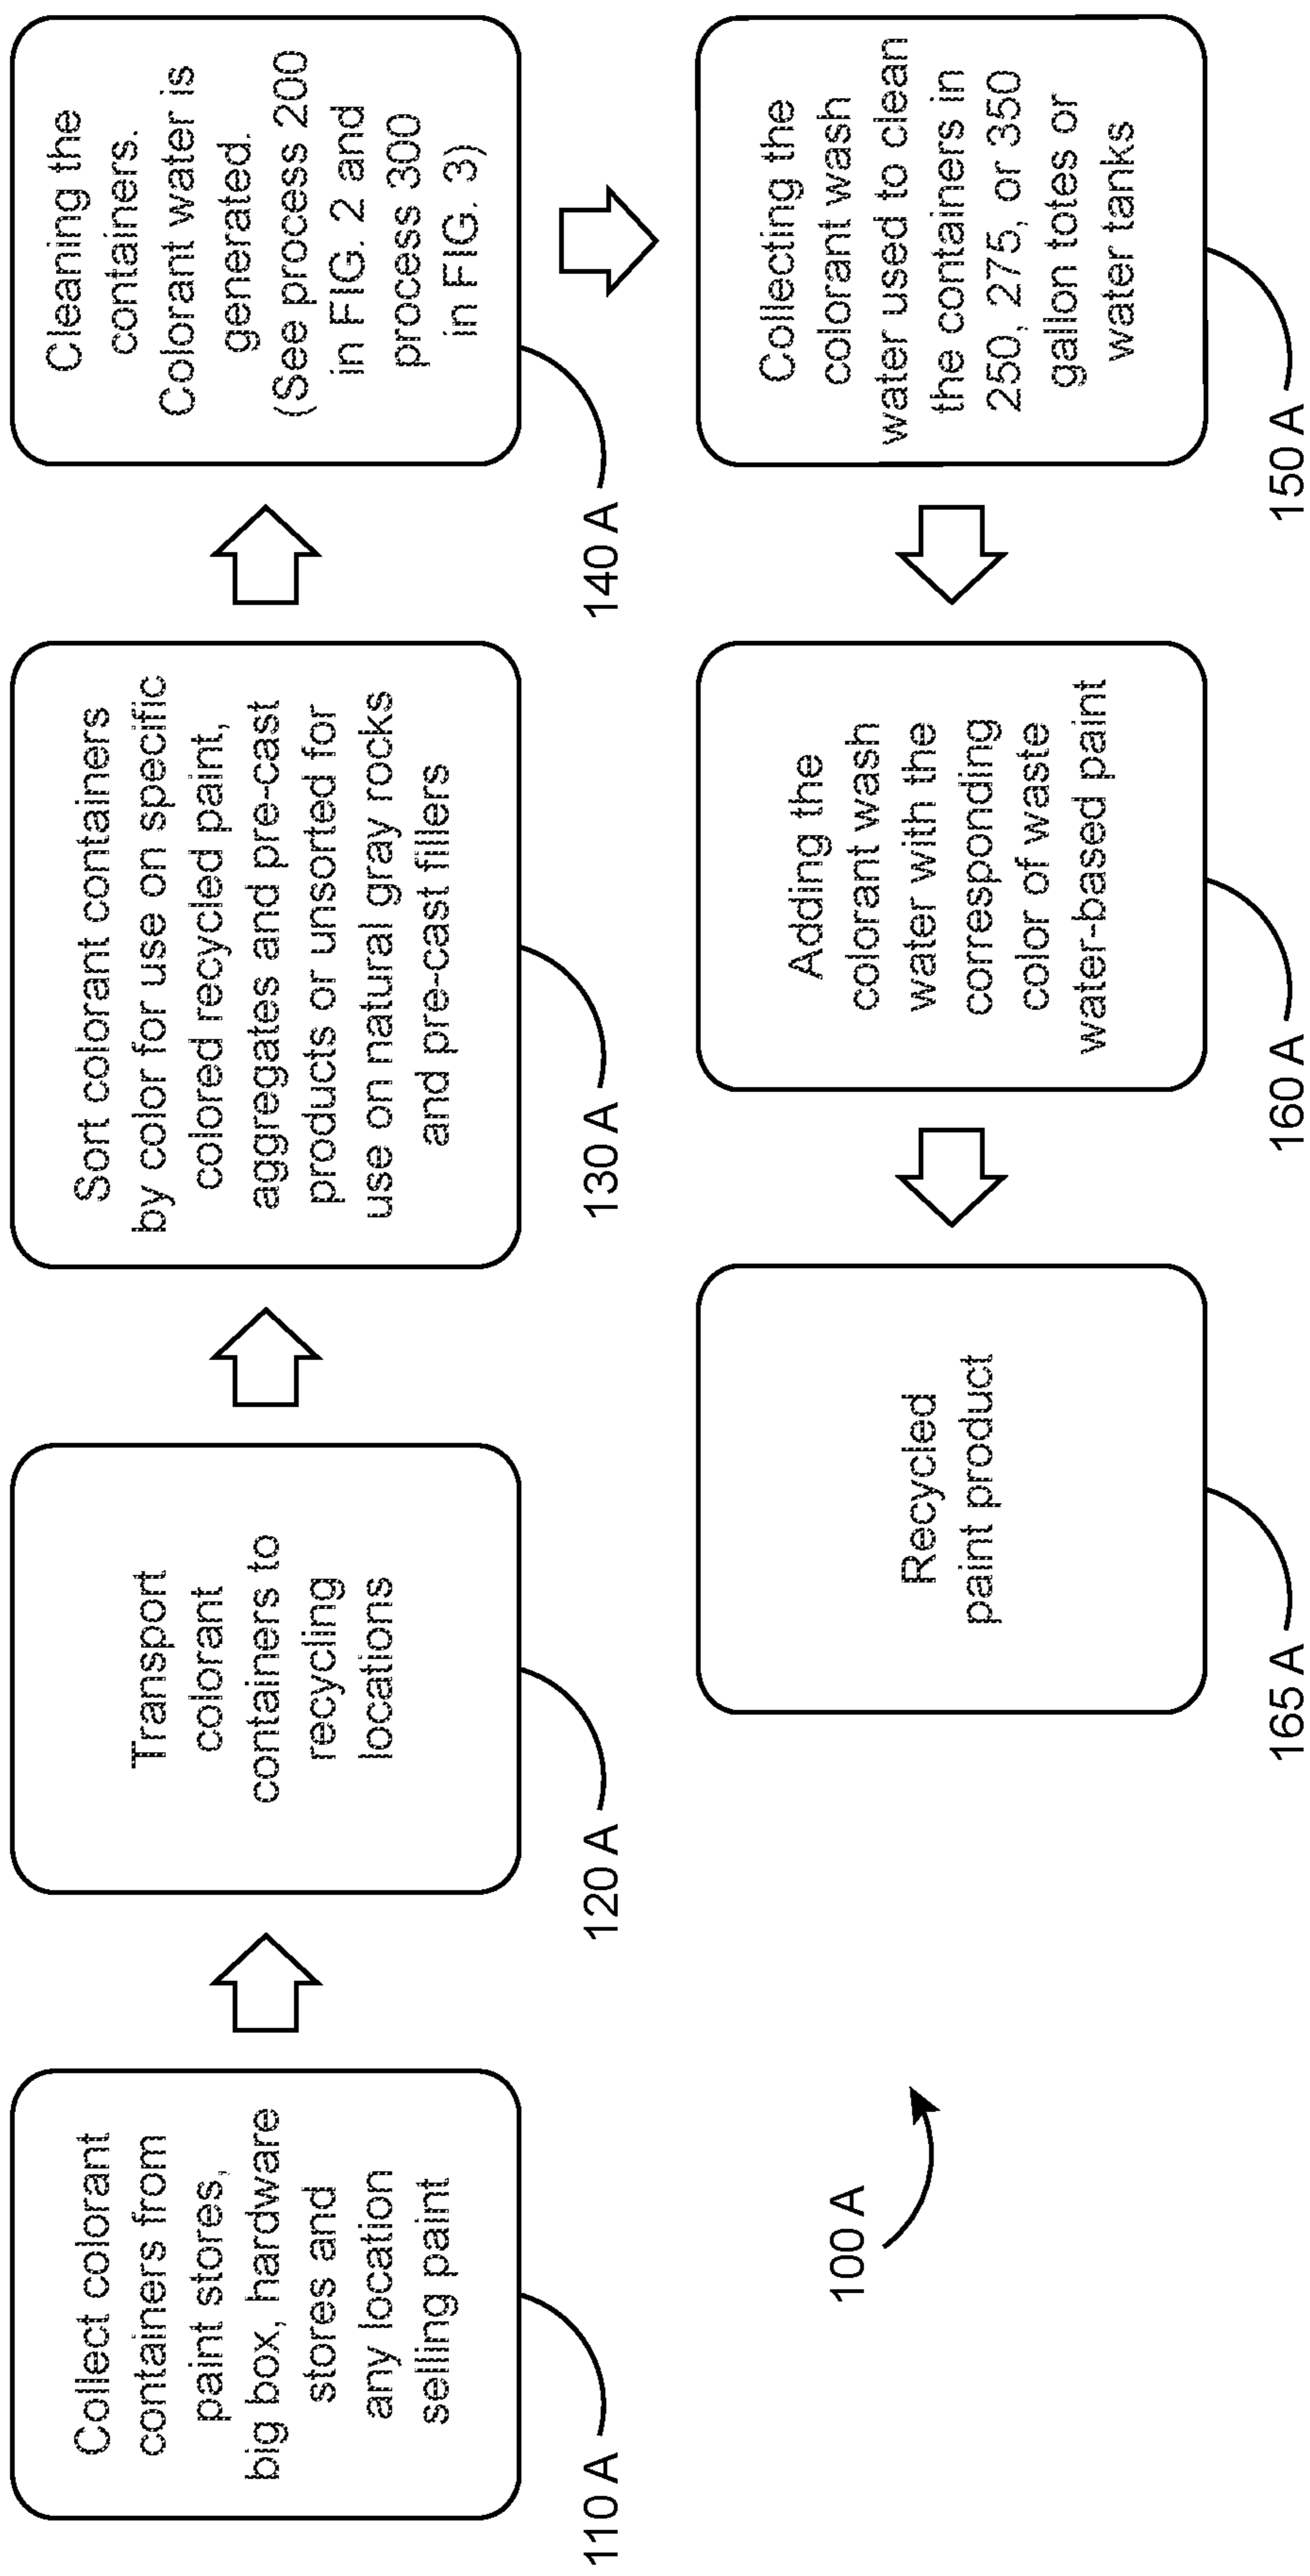 Collect colorant
containers from
paint stores,
big box, hardware
stores and
any location
selling paint
110 A
Transport
colorant
containers to
recycling
locations
120 A
Sort colorant containers
by color for use on specific
colored recycled paint,
aggregates and pre-cast
products or unsorted for
use on natural gray rocks
and pre-cast fillers
130 A
Cleaning the
containers.
Colorant water is
generated.
(See process 200
in FIG. 2 and
process 300
in FIG. 3)
140 A
Collecting the
colorant wash
water used to clean
the containers in
250, 275, or 350
gallon totes or
water tanks
150 A
Adding the
colorant wash
water with the
corresponding
color of waste
water-based paint
160 A
Recycled
paint product
165 A
100 A